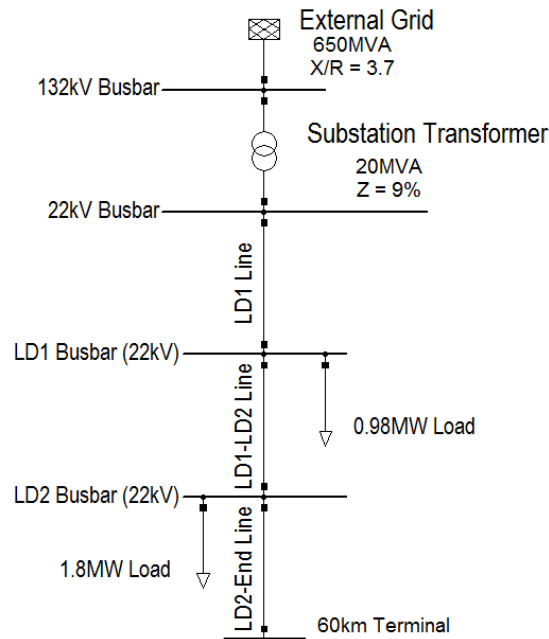 External Grid
650MVA
X/R = 3.7
132kV Busbar
Substation Transformer
20MVA
Z = 9%
22kV Busbar
LD1 Line
LD1 Busbar (22kV)
LD1-LD2 Line
0.98MW Load
LD2 Busbar (22kV)
LD2-End Line
1.8MW Load
60km Terminal